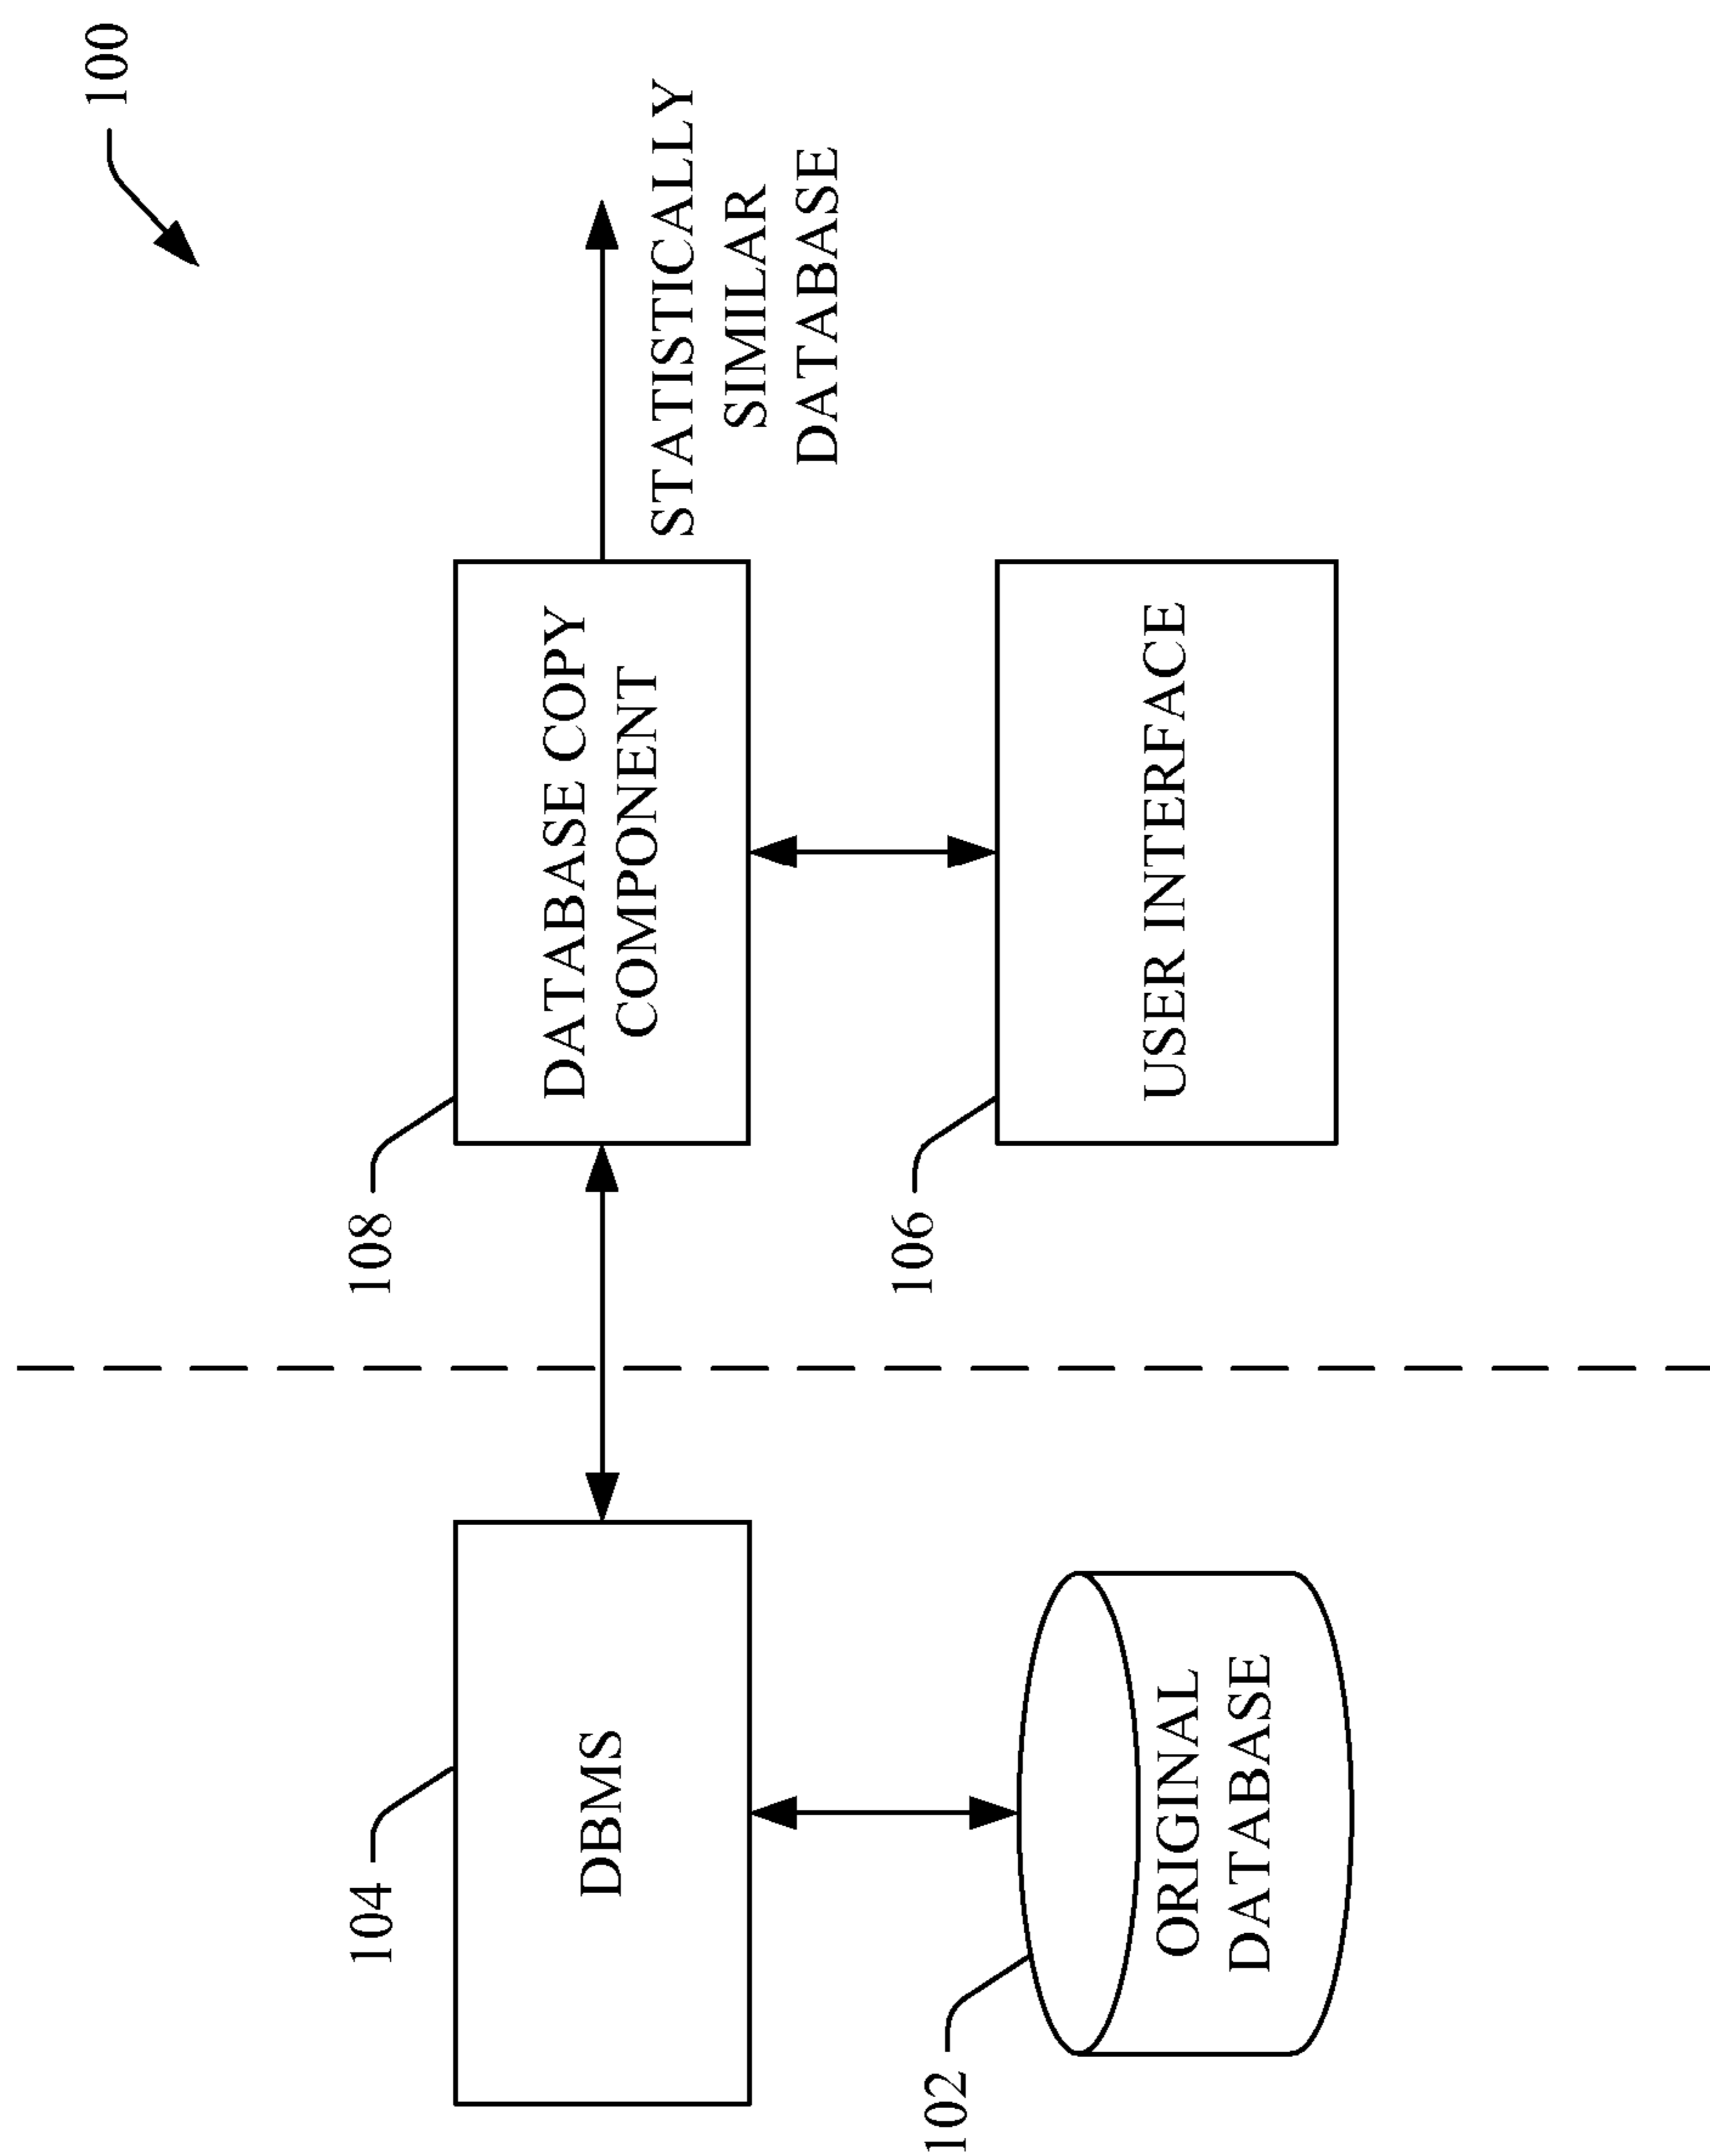 100
104
DBMS
108
DATABASE COPY
COMPONENT
STATISTICALLY
SIMILAR
DATABASE
102
ORIGINAL
DATABASE
106
USER INTERFACE